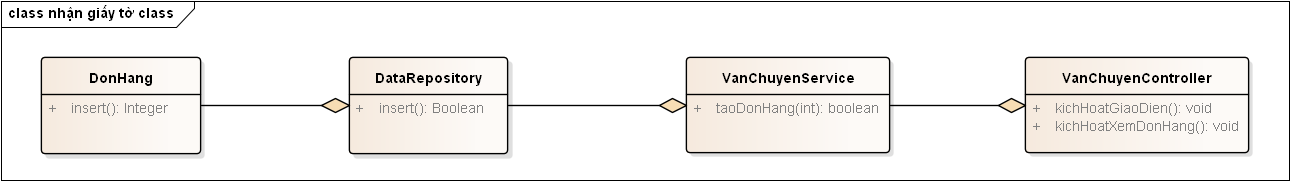 class nhận giấy tờ class
DonHang
+ insert(): Integer
DataRepository
+ insert(): Boolean
VanChuyenService
+ taoDonHang(int): boolean
VanChuyenController
+ kichHoatGiaoDien(): void
+ kichHoatXemDonHang(): void